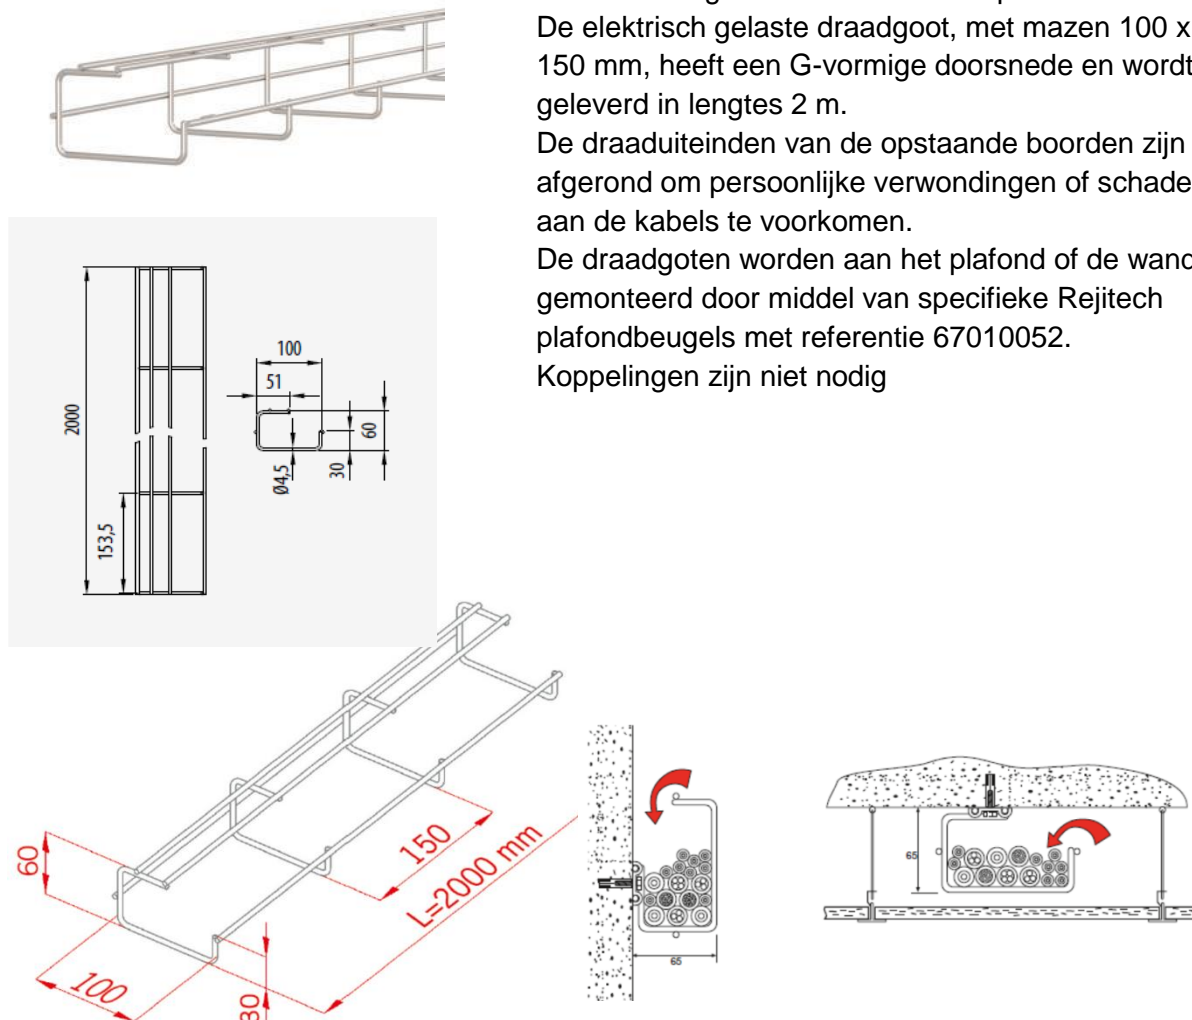 De elektrisch gelaste draadgoot, met mazen 100 x
150 mm, heeft een G-vormige doorsnede en wordt
geleverd in lengtes 2 m.
De draaduiteinden van de opstaande boorden zijn
afgerond om persoonlijke verwondingen of schade
aan de kabels te voorkomen.
De draadgoten worden aan het plafond of de wand
gemonteerd door middel van specifieke Rejitech
plafondbeugels met referentie 67010052.
Koppelingen zijn niet nodig
2000
153,5
100
51
60
30
Ø4,5
60
100
30
150
L=2000 mm
65
65